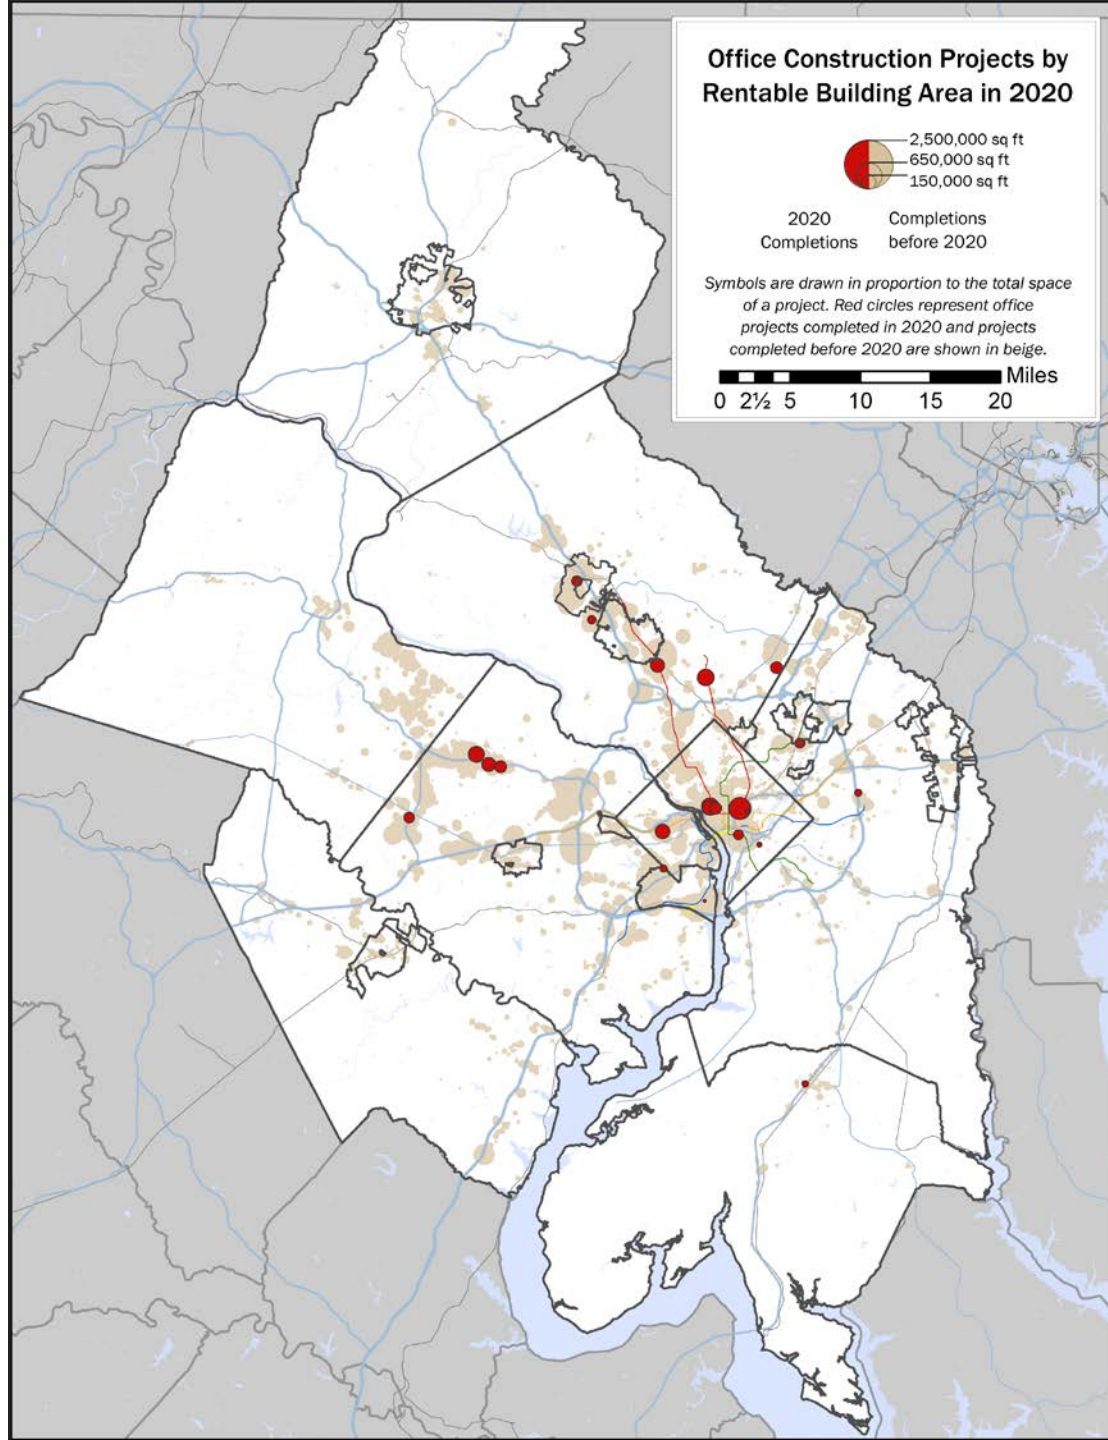 Office Construction Projects by
Rentable Building Area in 2020
2,500,000 sq ft
650,000 sq ft
150,000 sq ft
2020
Completions
Completions
before 2020
Symbols are drawn in proportion to the total space
of a project. Red circles represent office
projects completed in 2020 and projects
completed before 2020 are shown in beige.
Miles
0 2½ 5 10 15 20